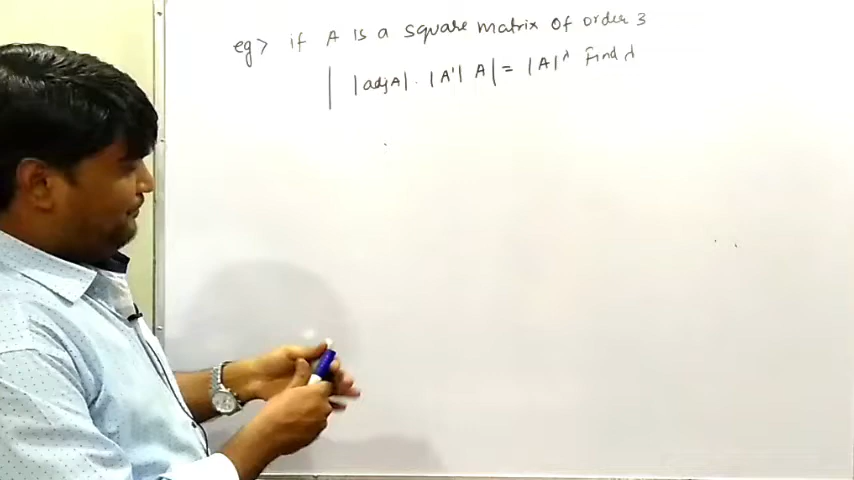 eg> if A is a square matrix of order 3
| |adjA| . |A'| A| = |A|^λ Find λ